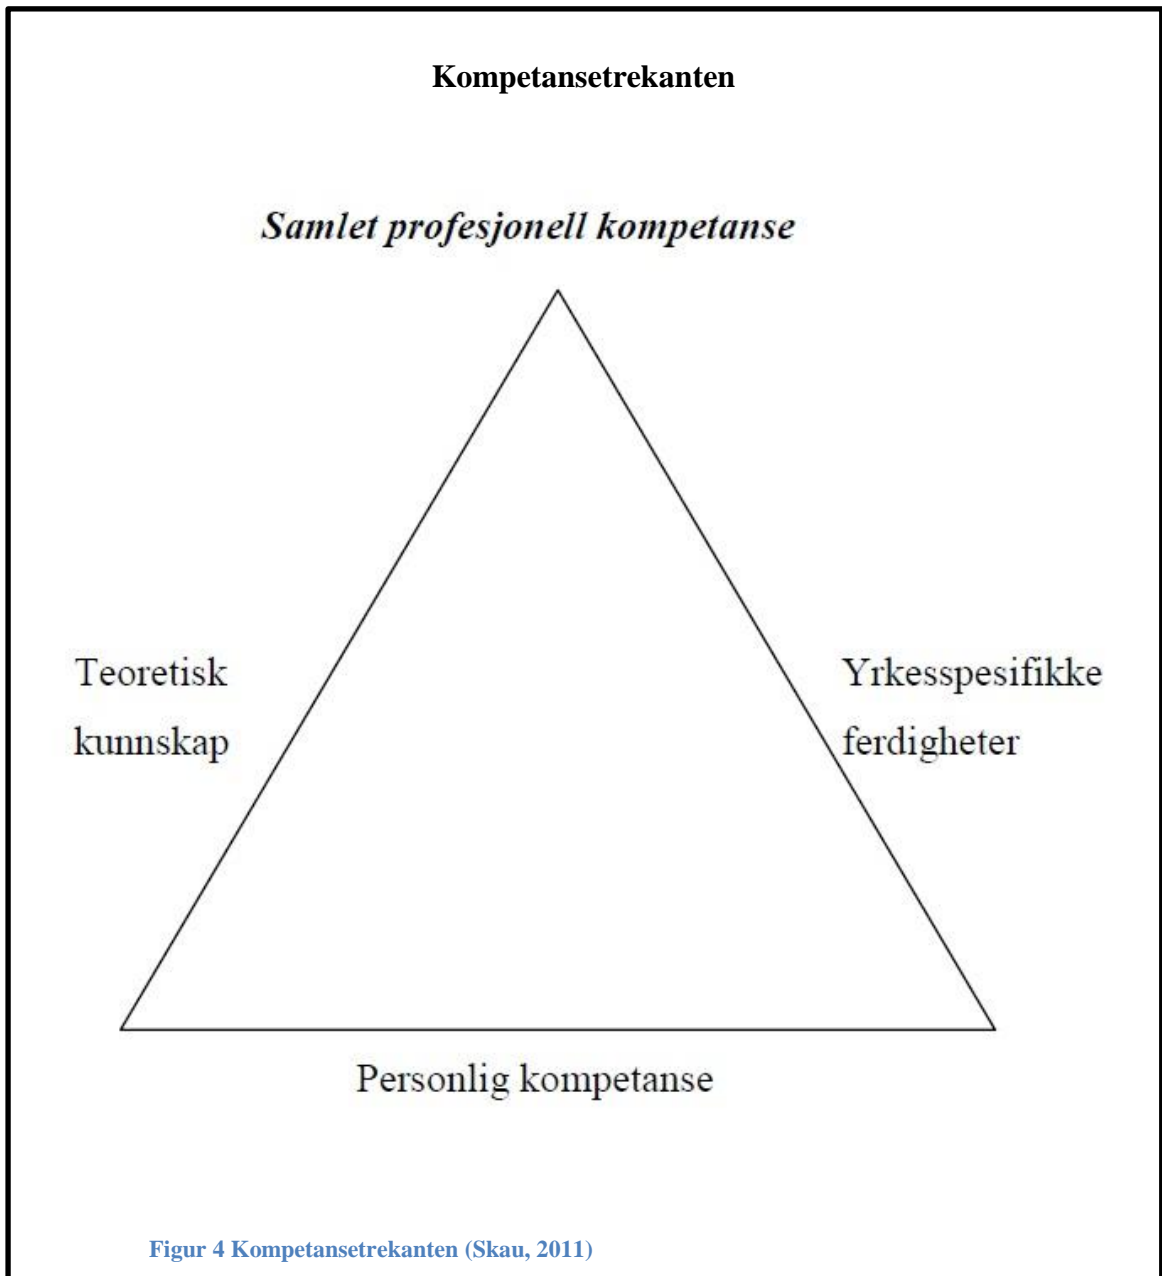 Kompetansetrekanten
Samlet profesjonell kompetanse
Teoretisk
kunnskap
Yrkesspesifikke
ferdigheter
Personlig kompetanse
Figur 4 Kompetansetrekanten (Skau, 2011)